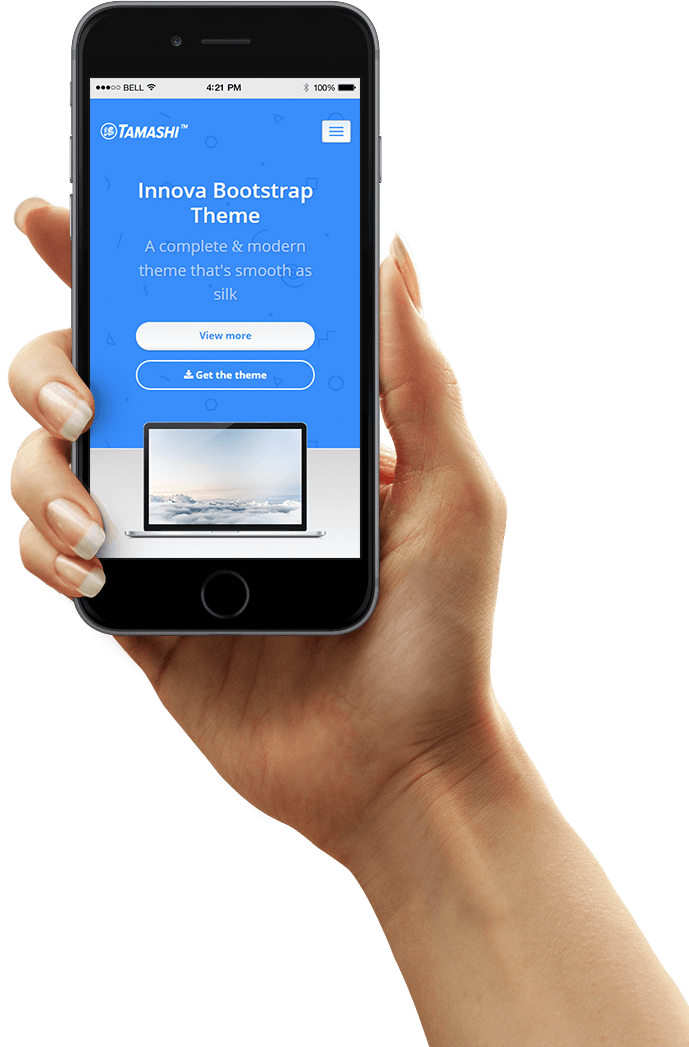 BELL 4:21 PM 100%
TAMASHI™
Innova Bootstrap
Theme
A complete & modern
theme that's smooth as
silk
View more
Get the theme